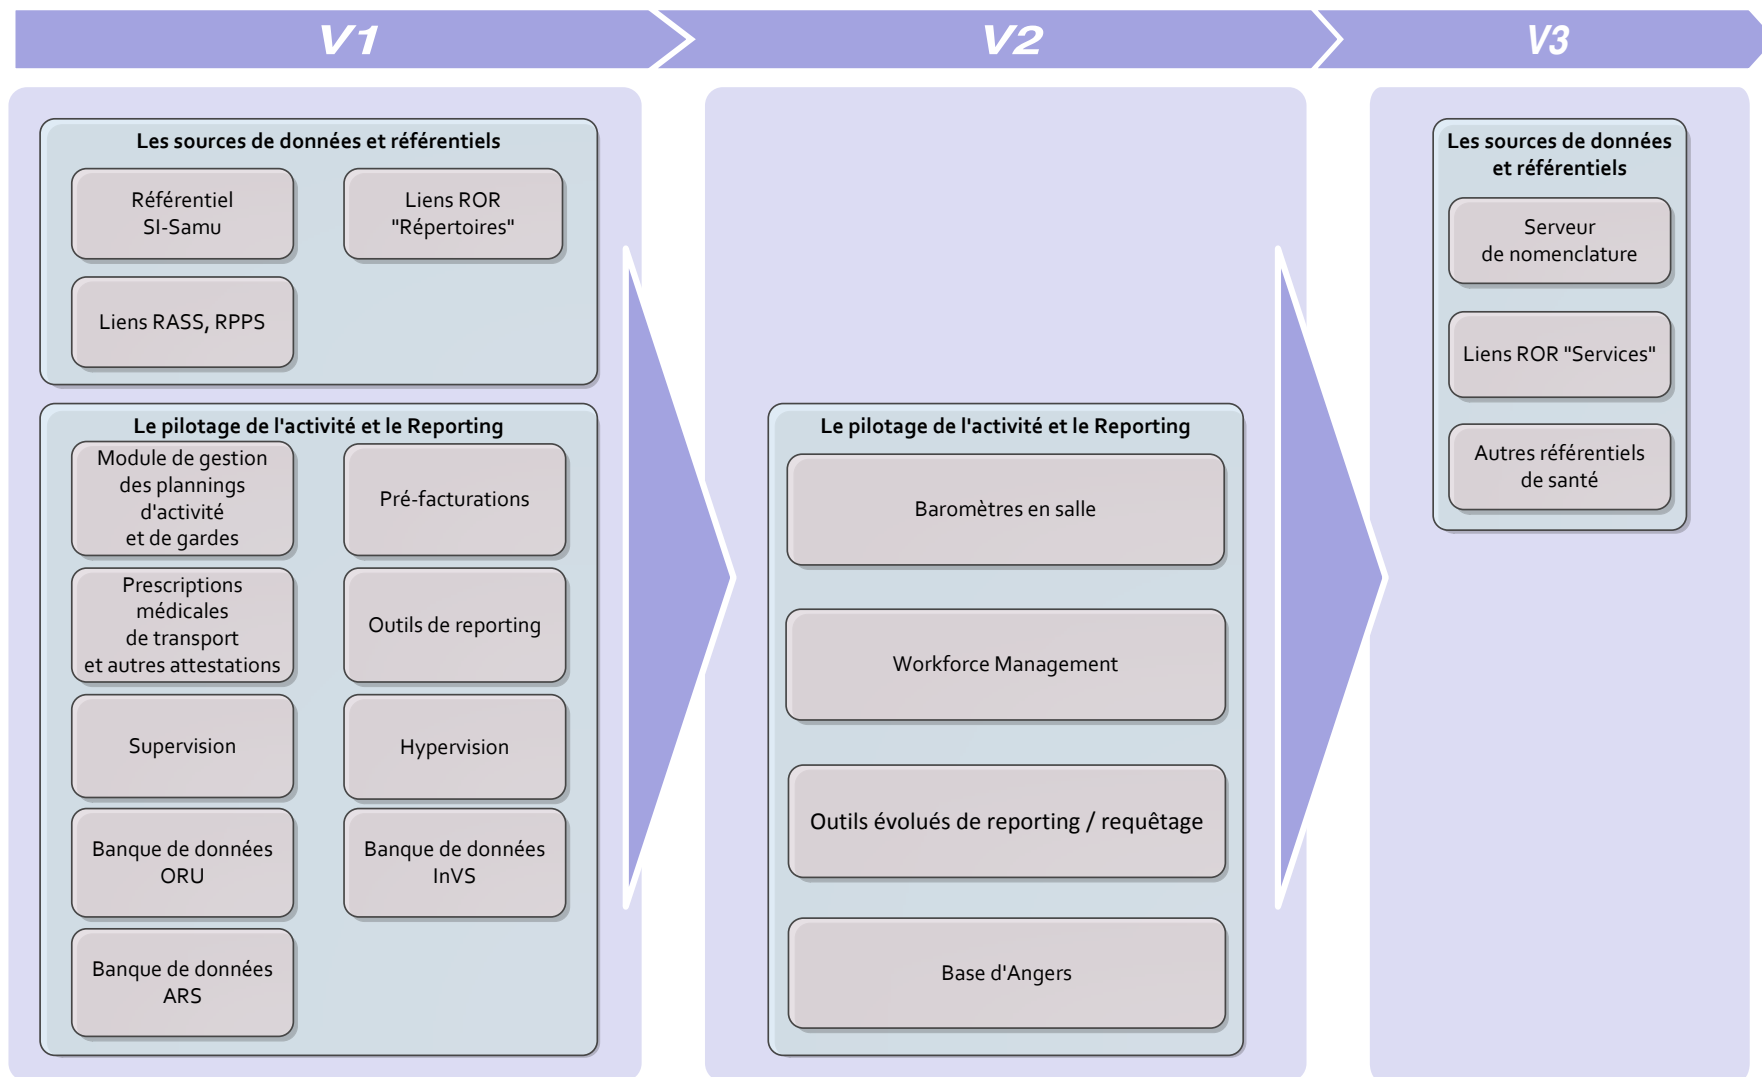 V1
V2
V3
Les sources de données et référentiels
Référentiel
SI-Samu
Liens ROR
"Répertoires"
Liens RASS, RPPS
Le pilotage de l'activité et le Reporting
Module de gestion
des plannings
d'activité
et de gardes
Pré-facturations
Prescriptions
médicales
de transport
et autres attestations
Outils de reporting
Supervision
Hypervision
Banque de données
ORU
Banque de données
InVS
Banque de données
ARS
Le pilotage de l'activité et le Reporting
Baromètres en salle
Workforce Management
Outils évolués de reporting / requêtage
Base d'Angers
Les sources de données
et référentiels
Serveur
de nomenclature
Liens ROR "Services"
Autres référentiels
de santé